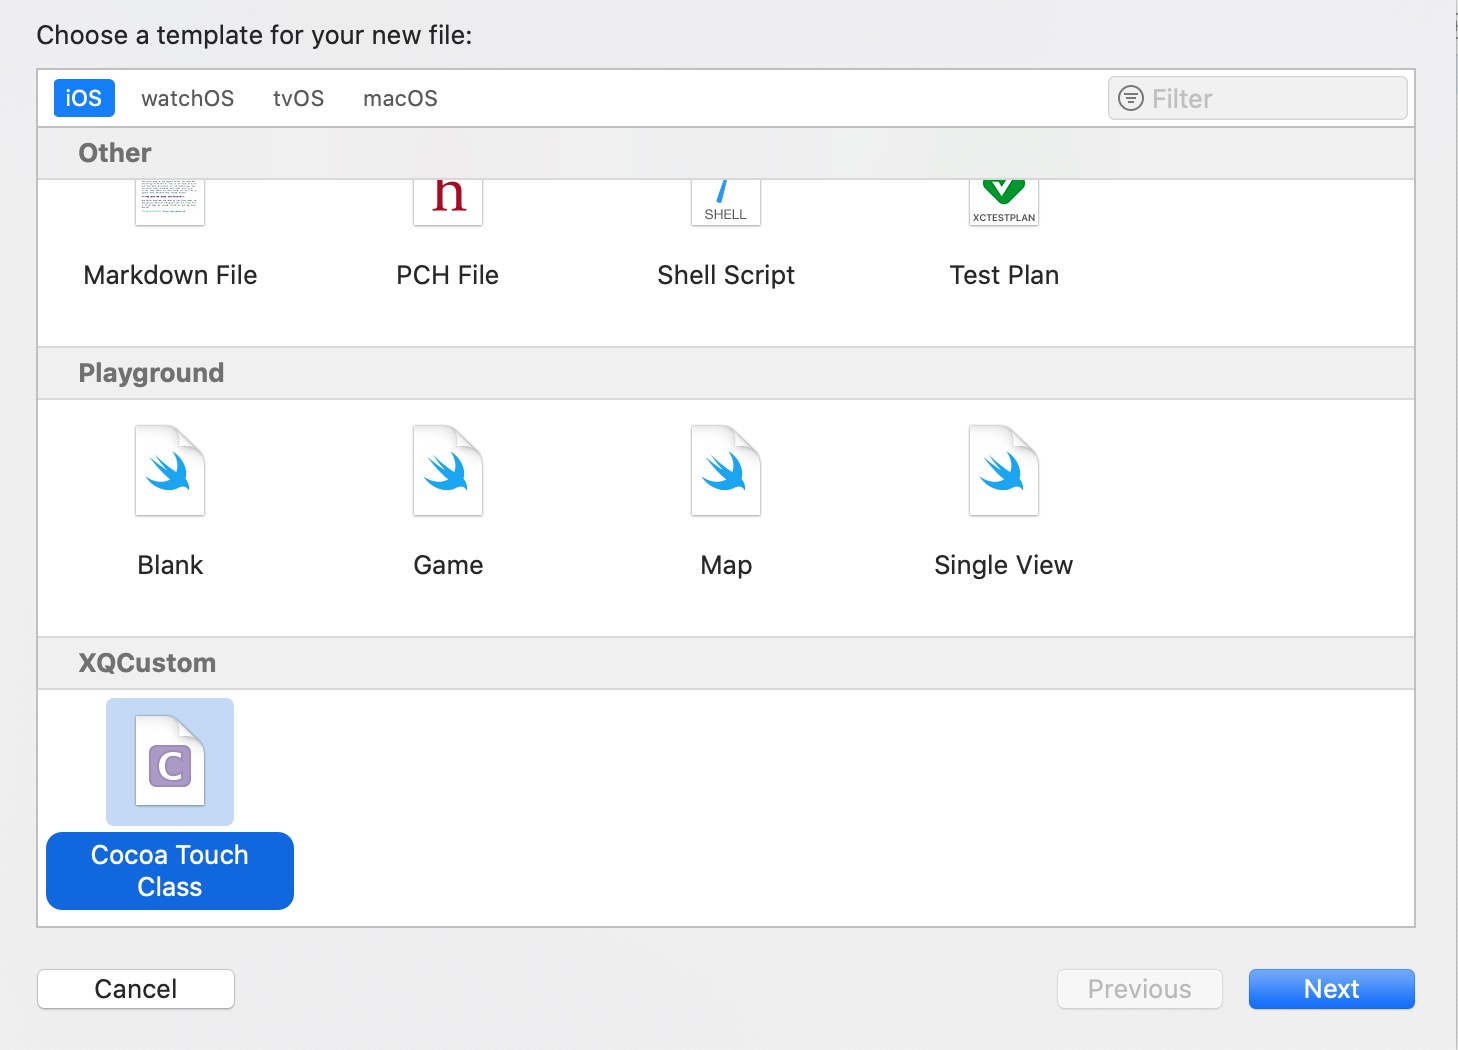 Choose a template for your new file:
iOS watchOS tvOS macOS Filter
Other
h SHELL XCTESTPLAN
Markdown File PCH File Shell Script Test Plan
Playground
Blank Game Map Single View
XQCustom
C
Cocoa Touch
Class
Cancel Previous Next